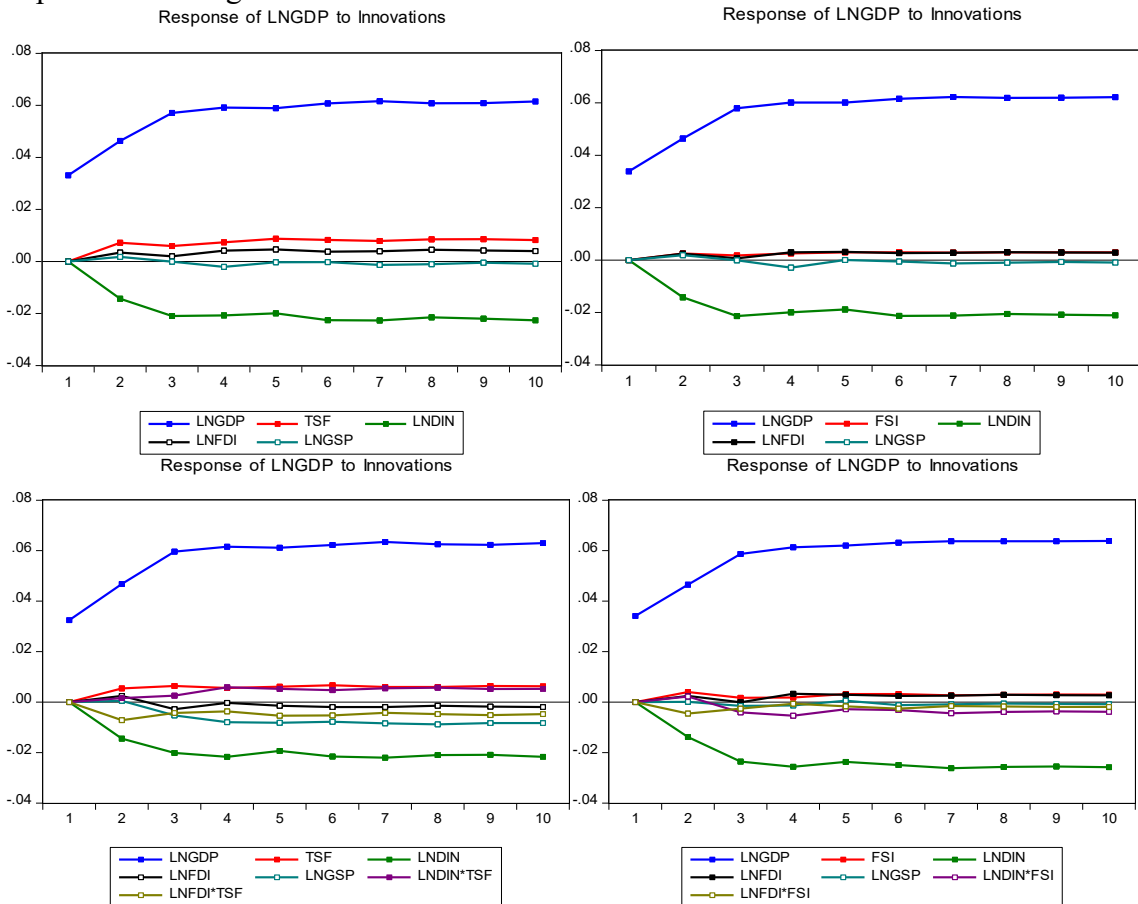 Response of LNGDP to Innovations
.08
.06
.04
.02
.00
-.02
-.04
1 2 3 4 5 6 7 8 9 10
LNGDP TSF LNDIN
LNFDI LNGSP
Response of LNGDP to Innovations
.08
.06
.04
.02
.00
-.02
-.04
1 2 3 4 5 6 7 8 9 10
LNGDP FSI LNDIN
LNFDI LNGSP
Response of LNGDP to Innovations
.08
.06
.04
.02
.00
-.02
-.04
1 2 3 4 5 6 7 8 9 10
LNGDP TSF LNDIN
LNFDI LNGSP LNDIN*TSF
LNFDI*TSF
Response of LNGDP to Innovations
.08
.06
.04
.02
.00
-.02
-.04
1 2 3 4 5 6 7 8 9 10
LNGDP FSI LNDIN
LNFDI LNGSP LNDIN*FSI
LNFDI*FSI